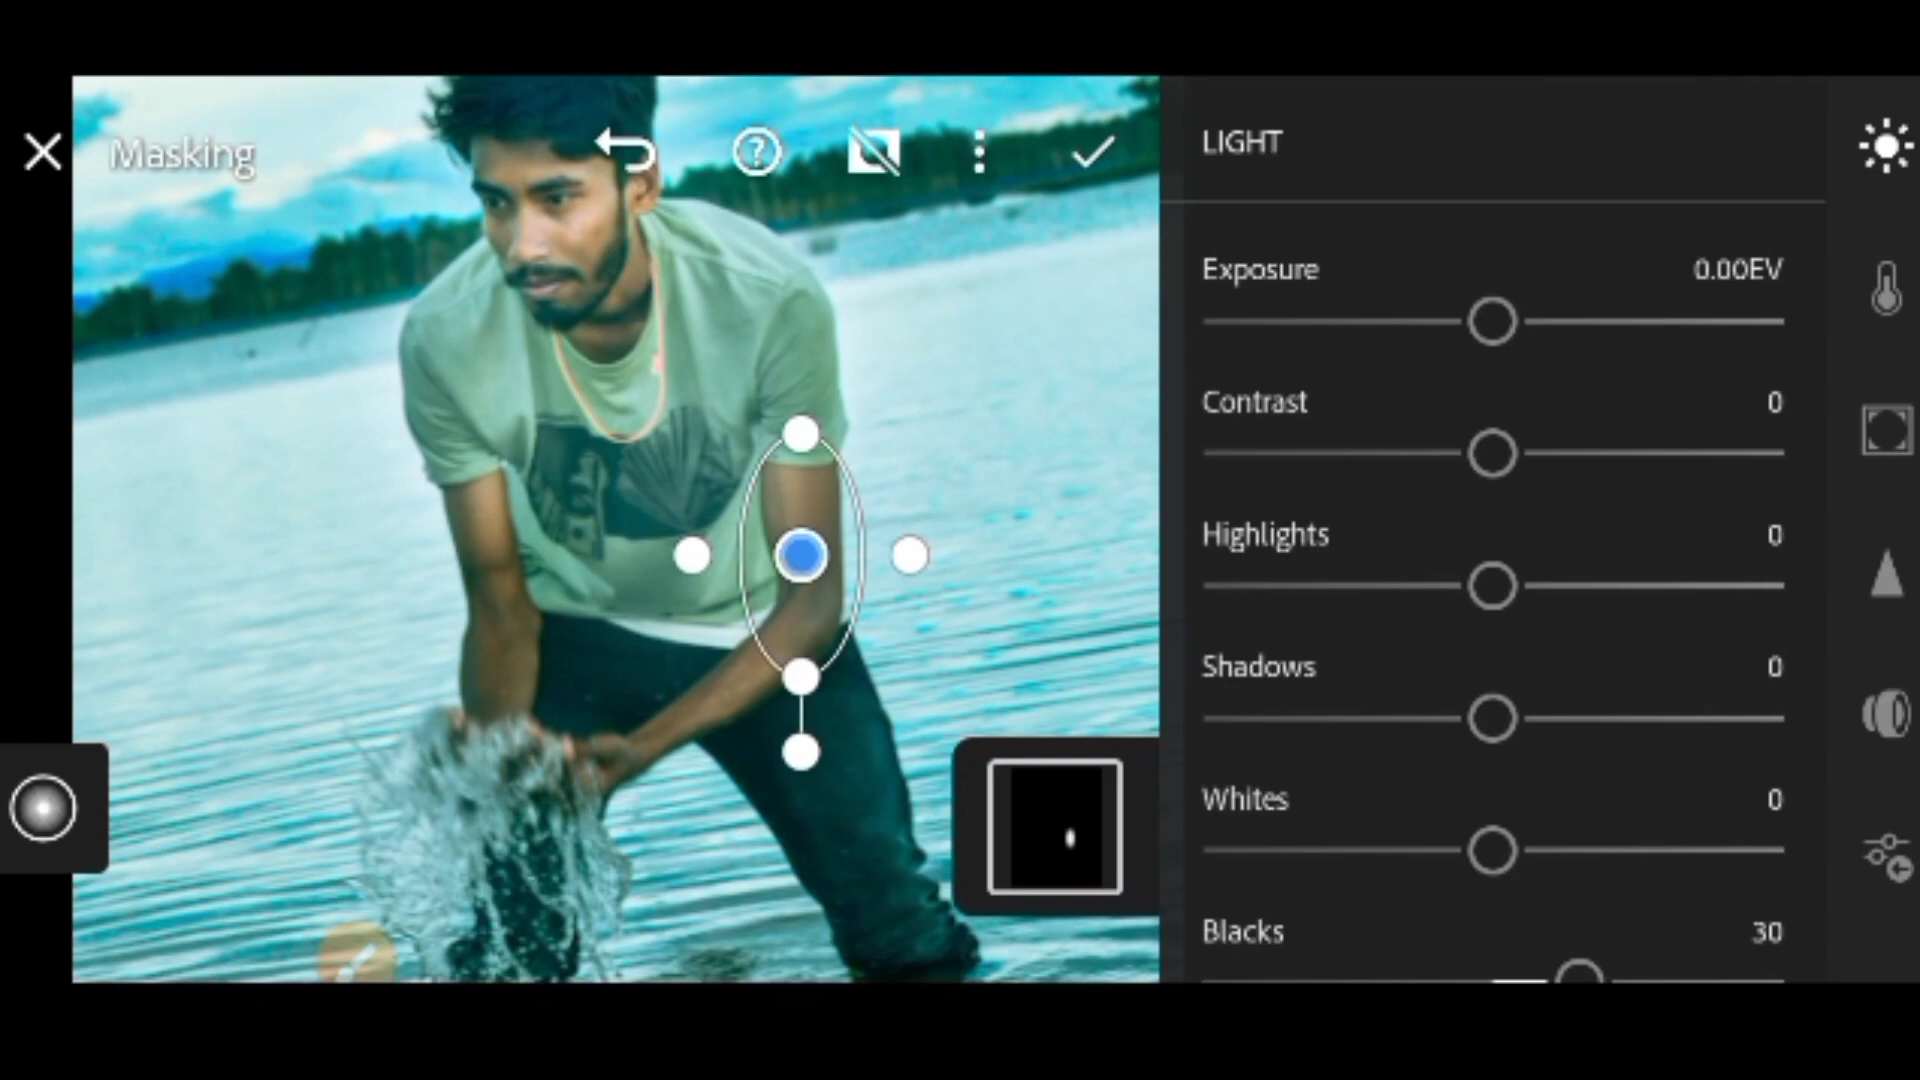 Masking
LIGHT
Exposure 0.00EV
Contrast 0
Highlights 0
Shadows 0
Whites 0
Blacks 30